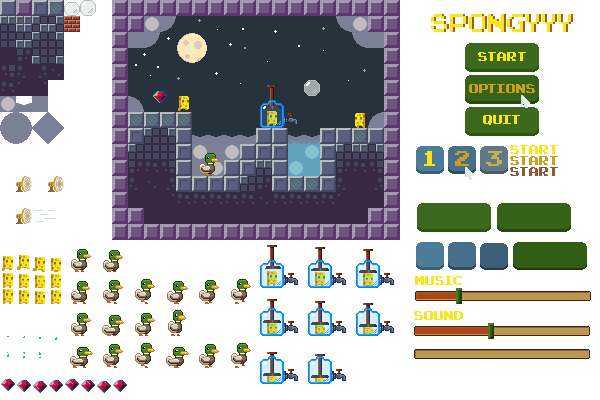 SPONGYYY
START
OPTIONS
QUIT
1 2 3
START
START
START
MUSIC
SOUND